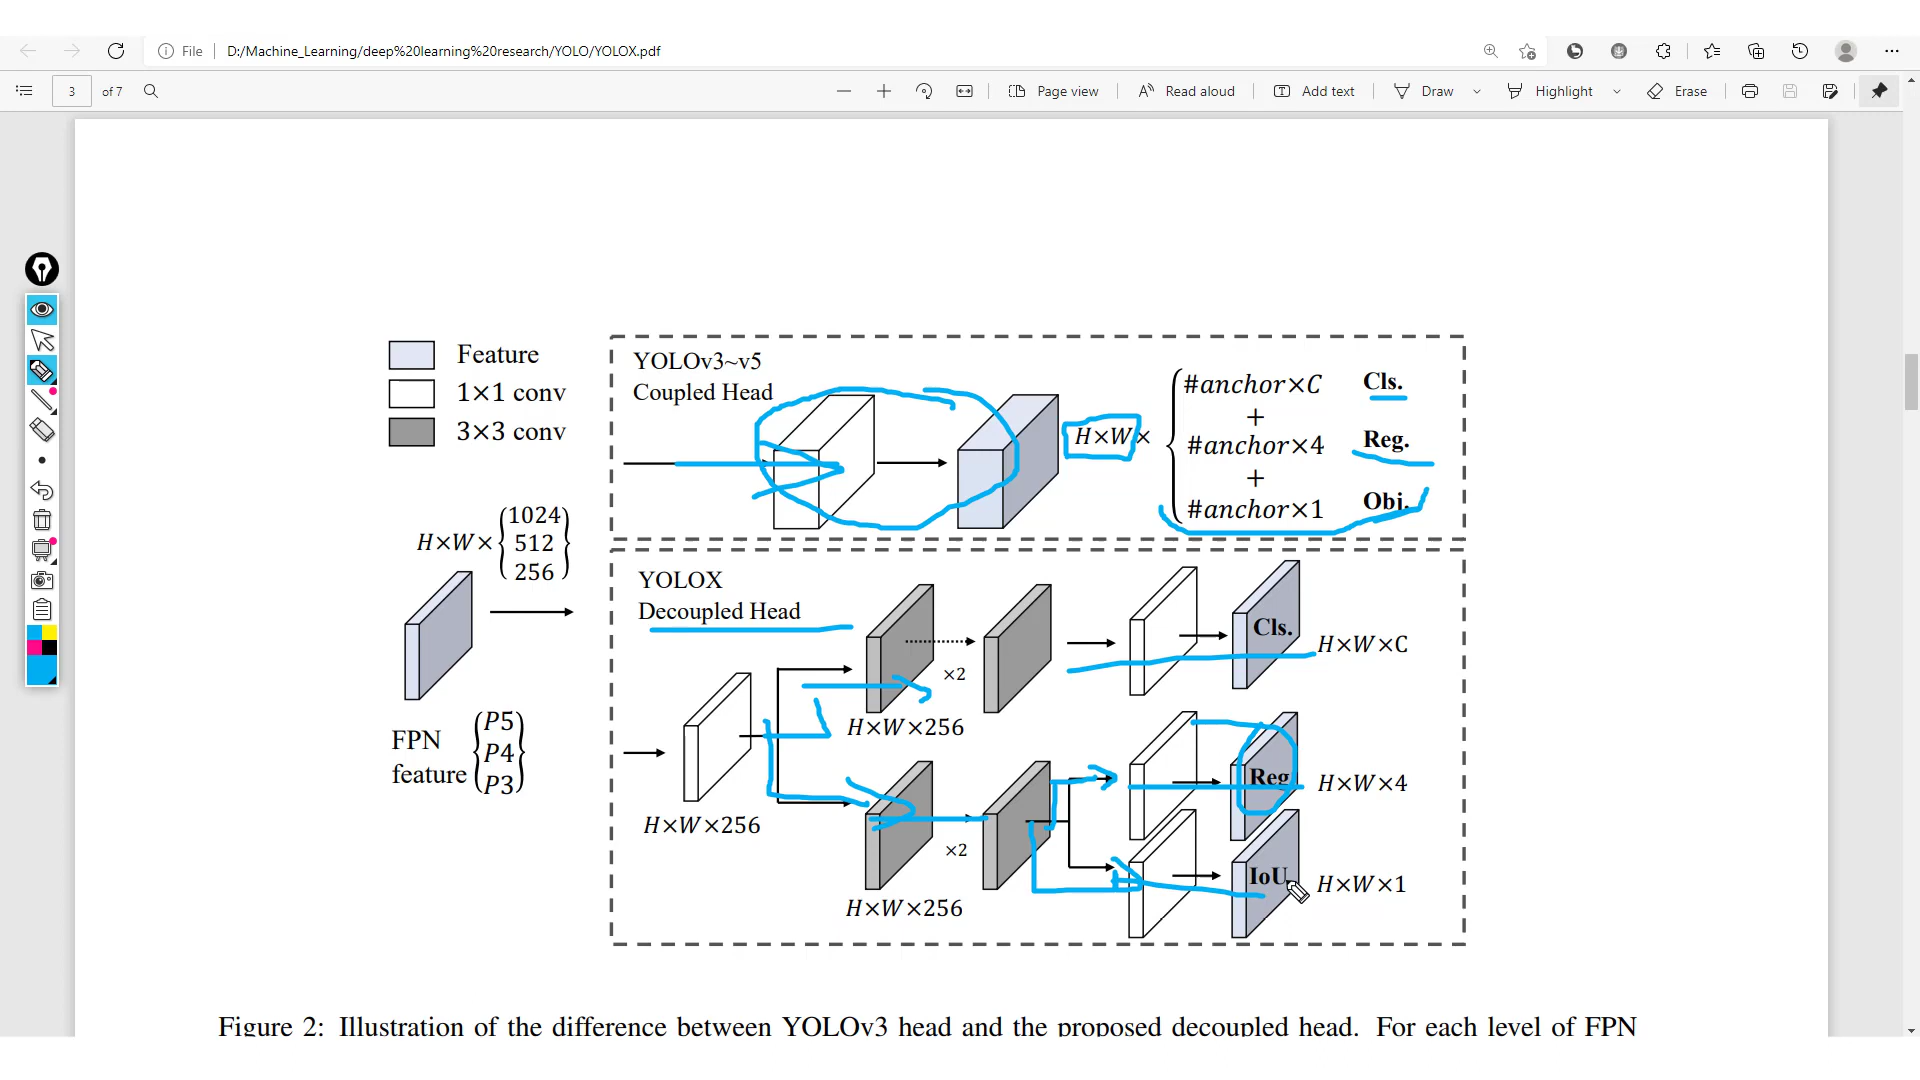 File
D:/Machine_Learning/deep%20learning%20research/YOLO/YOLOX.pdf
3 of 7
Page view
Read aloud
Add text
Draw
Highlight
Erase
Feature
1×1 conv
3×3 conv
YOLOv3~v5
Coupled Head
H×W×
#anchor×C Cls.
+
#anchor×4 Reg.
+
#anchor×1 Obj.
H×W×
1024
512
256
FPN
feature
P5
P4
P3
YOLOX
Decoupled Head
H×W×256
×2
H×W×256
Cls.
H×W×C
×2
H×W×256
Reg
H×W×4
IoU
H×W×1
Figure 2: Illustration of the difference between YOLOv3 head and the proposed decoupled head. For each level of FPN